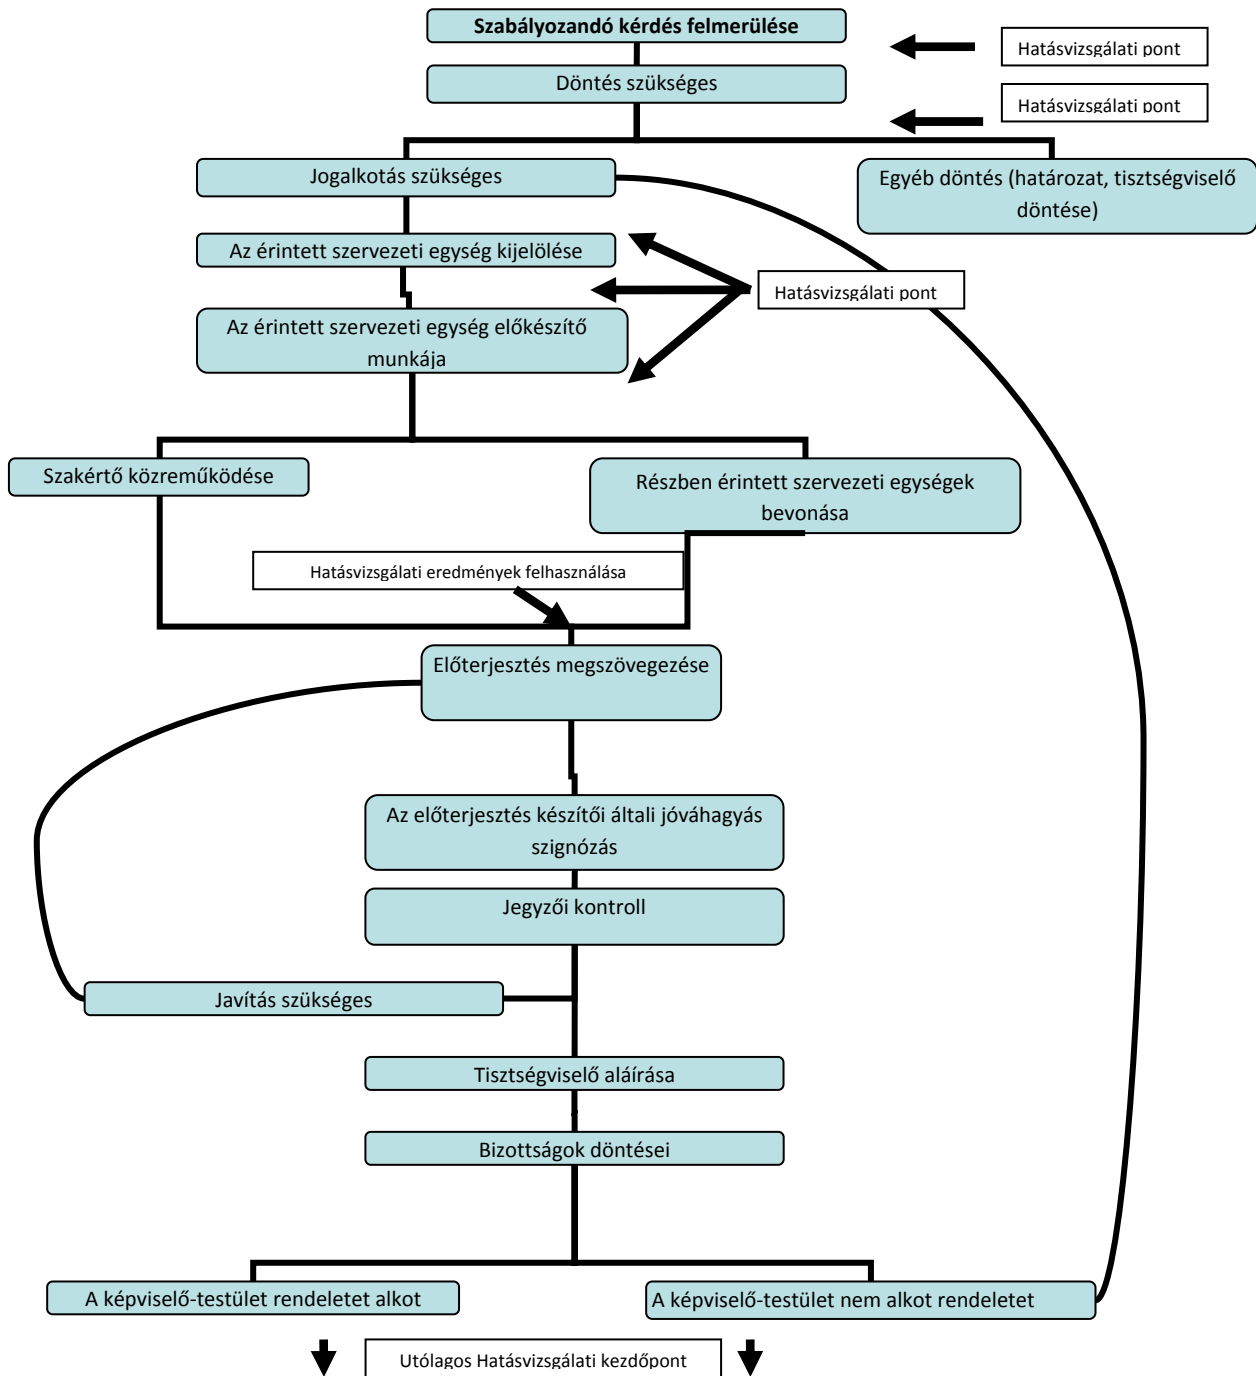 Szabályozandó kérdés felmerülése
Hatásvizsgálati pont
Döntés szükséges
Hatásvizsgálati pont
Jogalkotás szükséges
Egyéb döntés (határozat, tisztségviselő
döntése)
Az érintett szervezeti egység kijelölése
Hatásvizsgálati pont
Az érintett szervezeti egység előkészítő
munkája
Szakértő közreműködése
Részben érintett szervezeti egységek
bevonása
Hatásvizsgálati eredmények felhasználása
Előterjesztés megszövegezése
Az előterjesztés készítői általi jóváhagyás
szignózás
Jegyzői kontroll
Javítás szükséges
Tisztségviselő aláírása
Bizottságok döntései
A képviselő-testület rendeletet alkot
A képviselő-testület nem alkot rendeletet
Utólagos Hatásvizsgálati kezdőpont